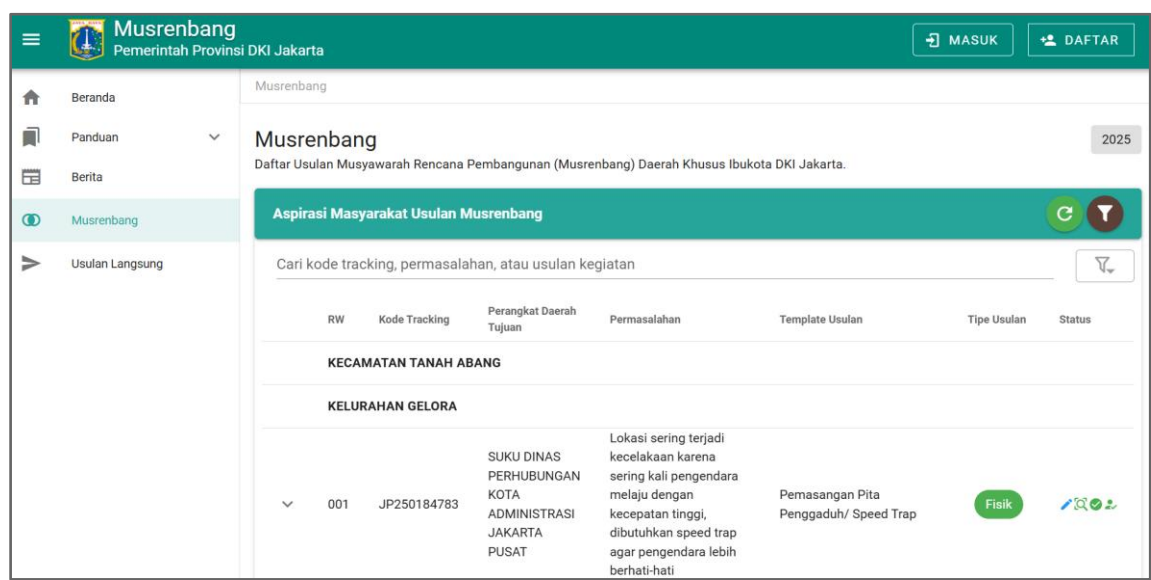 Musrenbang
Pemerintah Provinsi DKI Jakarta
MASUK
DAFTAR
Beranda
Panduan
Berita
Musrenbang
Usulan Langsung
Musrenbang
Musrenbang
2025
Daftar Usulan Musyawarah Rencana Pembangunan (Musrenbang) Daerah Khusus Ibukota DKI Jakarta.
Aspirasi Masyarakat Usulan Musrenbang
Cari kode tracking, permasalahan, atau usulan kegiatan
RW
Kode Tracking
Perangkat Daerah
Tujuan
Permasalahan
Template Usulan
Tipe Usulan
Status
KECAMATAN TANAH ABANG
KELURAHAN GELORA
001
JP250184783
SUKU DINAS
PERHUBUNGAN
KOTA
ADMINISTRASI
JAKARTA
PUSAT
Lokasi sering terjadi
kecelakaan karena
sering kali pengendara
melaju dengan
kecepatan tinggi,
dibutuhkan speed trap
agar pengendara lebih
berhati-hati
Pemasangan Pita
Penggaduh/ Speed Trap
Fisik